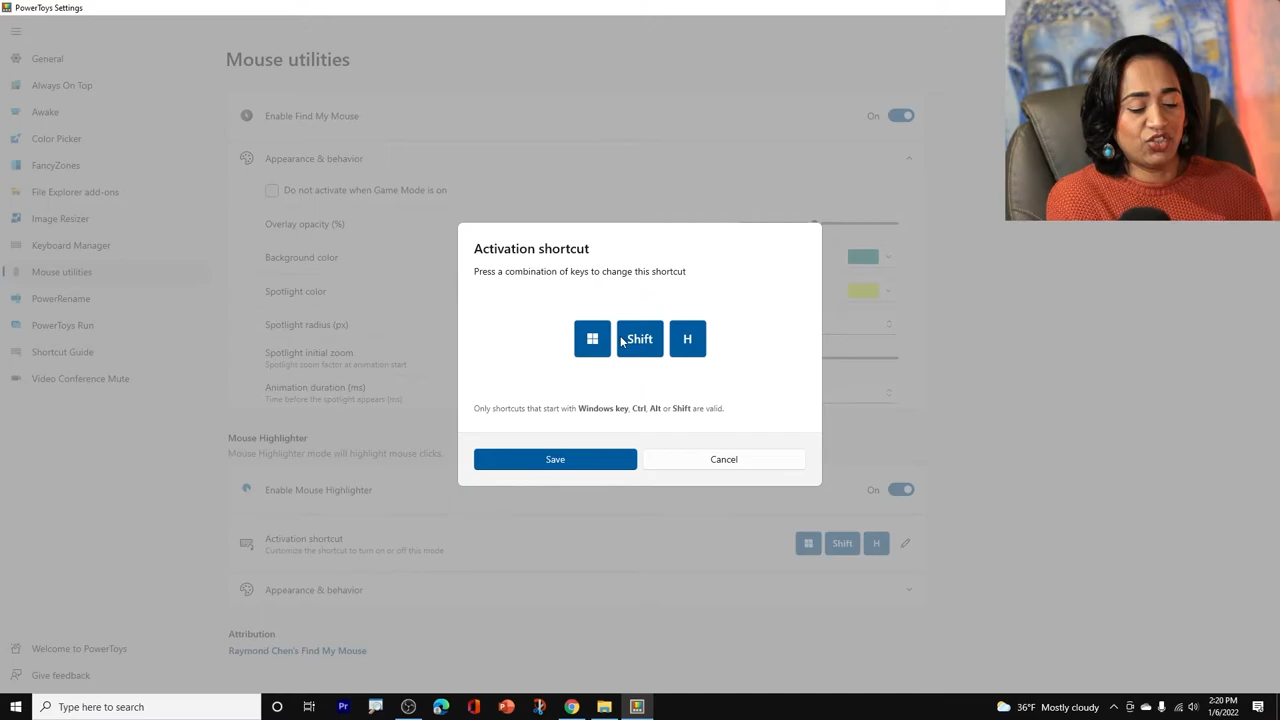 PowerToys Settings
General
Always On Top
Awake
Color Picker
FancyZones
File Explorer add-ons
Image Resizer
Keyboard Manager
Mouse utilities
PowerRename
PowerToys Run
Shortcut Guide
Video Conference Mute
Welcome to PowerToys
Give feedback
Mouse utilities
Enable Find My Mouse
On
Appearance & behavior
Do not activate when Game Mode is on
Overlay opacity (%)
Background color
Spotlight color
Spotlight radius (px)
Spotlight initial zoom
Spotlight zoom factor at animation start
Animation duration (ms)
Time before the spotlight appears (ms)
Activation shortcut
Press a combination of keys to change this shortcut
Shift H
Only shortcuts that start with Windows key, Ctrl, Alt or Shift are valid.
Save Cancel
Mouse Highlighter
Mouse Highlighter mode will highlight mouse clicks.
Enable Mouse Highlighter
On
Activation shortcut
Customize the shortcut to turn on or off this mode
Shift H
Appearance & behavior
Attribution
Raymond Chen's Find My Mouse
Type here to search
Pr
36°F Mostly cloudy
2:20 PM
1/6/2022